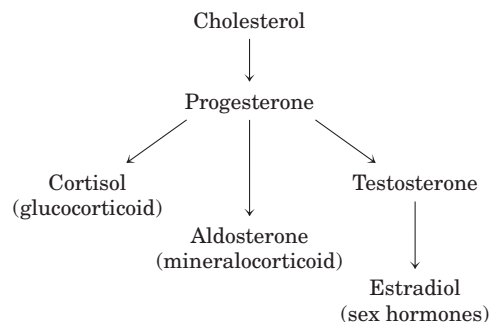 Cholesterol
Progesterone
Cortisol
(glucocorticoid)
Aldosterone
(mineralocorticoid)
Testosterone
Estradiol
(sex hormones)